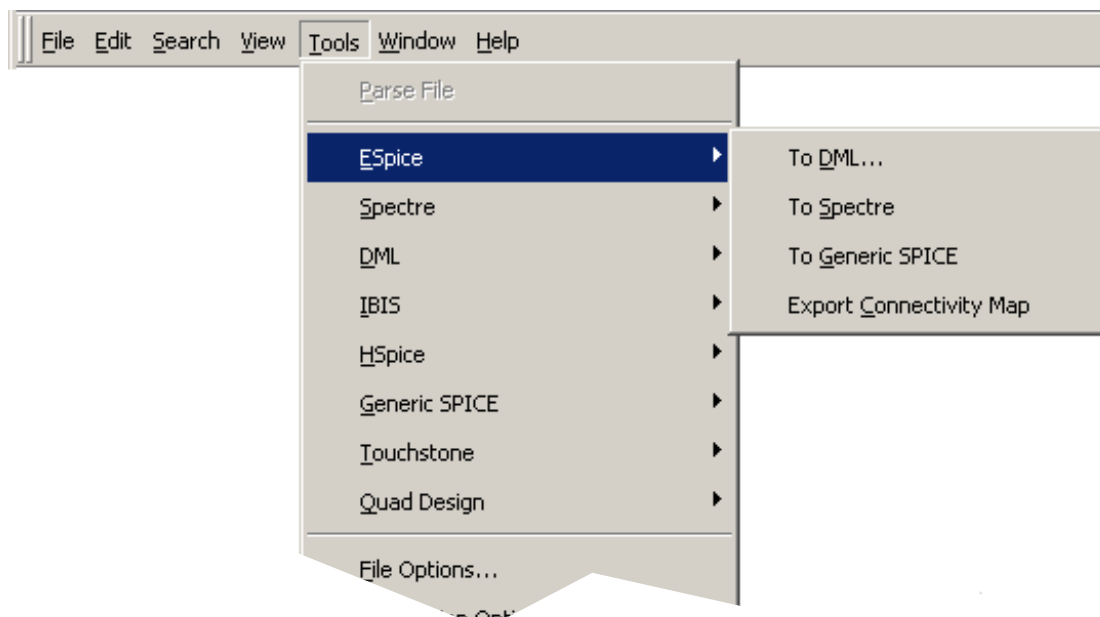 File Edit Search View Tools Window Help
Parse File
ESpice
To DML...
Spectre
To Spectre
DML
To Generic SPICE
IBIS
Export Connectivity Map
HSpice
Generic SPICE
Touchstone
Quad Design
File Options...